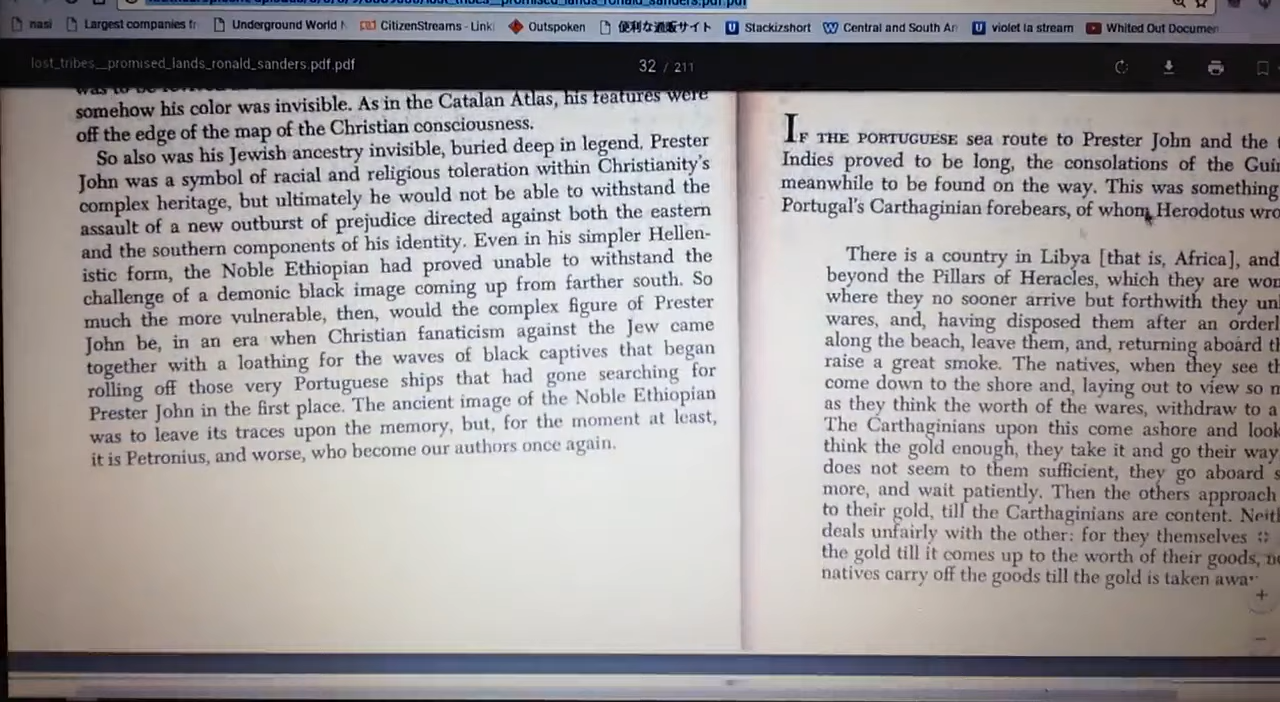 nasi
Largest companies fr
Underground World N
CitizenStreams - Link
Outspoken
便利な通販サイト
Stackizshort
Central and South Am
violet la stream
Whited Out Documen
lost_tribes__promised_lands_ronald_sanders.pdf.pdf
32 / 211
somehow his color was invisible. As in the Catalan Atlas, his features were
off the edge of the map of the Christian consciousness.
So also was his Jewish ancestry invisible, buried deep in legend. Prester
John was a symbol of racial and religious toleration within Christianity's
complex heritage, but ultimately he would not be able to withstand the
assault of a new outburst of prejudice directed against both the eastern
and the southern components of his identity. Even in his simpler Hellen-
istic form, the Noble Ethiopian had proved unable to withstand the
challenge of a demonic black image coming up from farther south. So
much the more vulnerable, then, would the complex figure of Prester
John be, in an era when Christian fanaticism against the Jew came
together with a loathing for the waves of black captives that began
rolling off those very Portuguese ships that had gone searching for
Prester John in the first place. The ancient image of the Noble Ethiopian
was to leave its traces upon the memory, but, for the moment at least,
it is Petronius, and worse, who become our authors once again.
IF THE PORTUGUESE sea route to Prester John and the
Indies proved to be long, the consolations of the Gui
meanwhile to be found on the way. This was something
Portugal's Carthaginian forebears, of whom Herodotus wro
There is a country in Libya [that is, Africa], and
beyond the Pillars of Heracles, which they are wo
where they no sooner arrive but forthwith they un
wares, and, having disposed them after an orderl
along the beach, leave them, and, returning aboard th
raise a great smoke. The natives, when they see th
come down to the shore and, laying out to view so m
as they think the worth of the wares, withdraw to a
The Carthaginians upon this come ashore and look
think the gold enough, they take it and go their way
does not seem to them sufficient, they go aboard s
more, and wait patiently. Then the others approach
to their gold, till the Carthaginians are content. Neit
deals unfairly with the other: for they themselves
the gold till it comes up to the worth of their goods, n
natives carry off the goods till the gold is taken awa